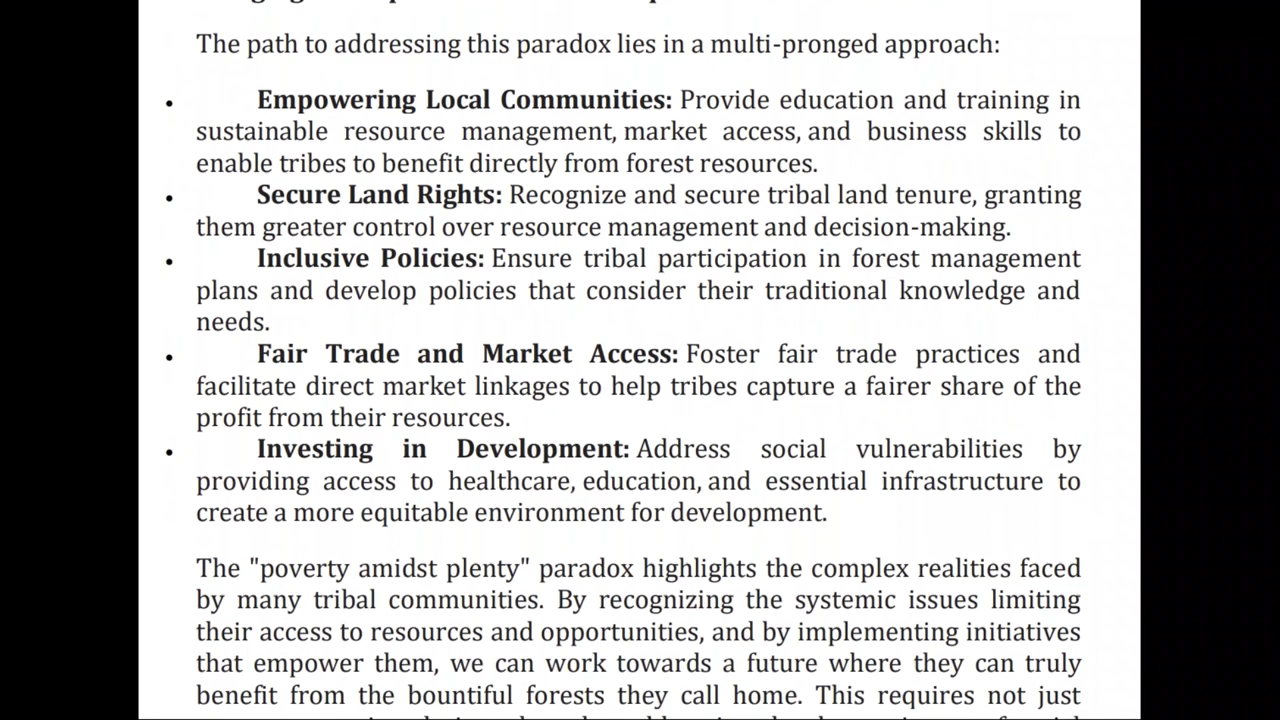 The path to addressing this paradox lies in a multi-pronged approach:
• Empowering Local Communities: Provide education and training in
sustainable resource management, market access, and business skills to
enable tribes to benefit directly from forest resources.
• Secure Land Rights: Recognize and secure tribal land tenure, granting
them greater control over resource management and decision-making.
• Inclusive Policies: Ensure tribal participation in forest management
plans and develop policies that consider their traditional knowledge and
needs.
• Fair Trade and Market Access: Foster fair trade practices and
facilitate direct market linkages to help tribes capture a fairer share of the
profit from their resources.
• Investing in Development: Address social vulnerabilities by
providing access to healthcare, education, and essential infrastructure to
create a more equitable environment for development.
The "poverty amidst plenty" paradox highlights the complex realities faced
by many tribal communities. By recognizing the systemic issues limiting
their access to resources and opportunities, and by implementing initiatives
that empower them, we can work towards a future where they can truly
benefit from the bountiful forests they call home. This requires not just